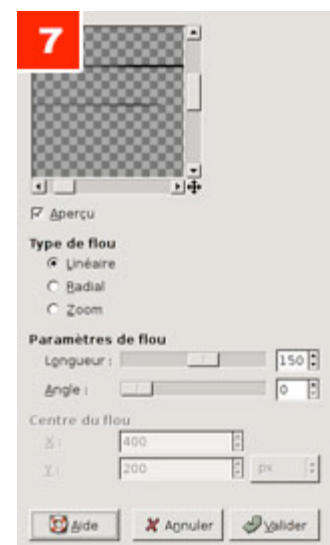 7
Aperçu
Type de flou
Linéaire
Radial
Zoom
Paramètres de flou
Longueur : 150
Angle : 0
Centre du flou
X : 400
Y : 200 px
Aide Annuler Valider